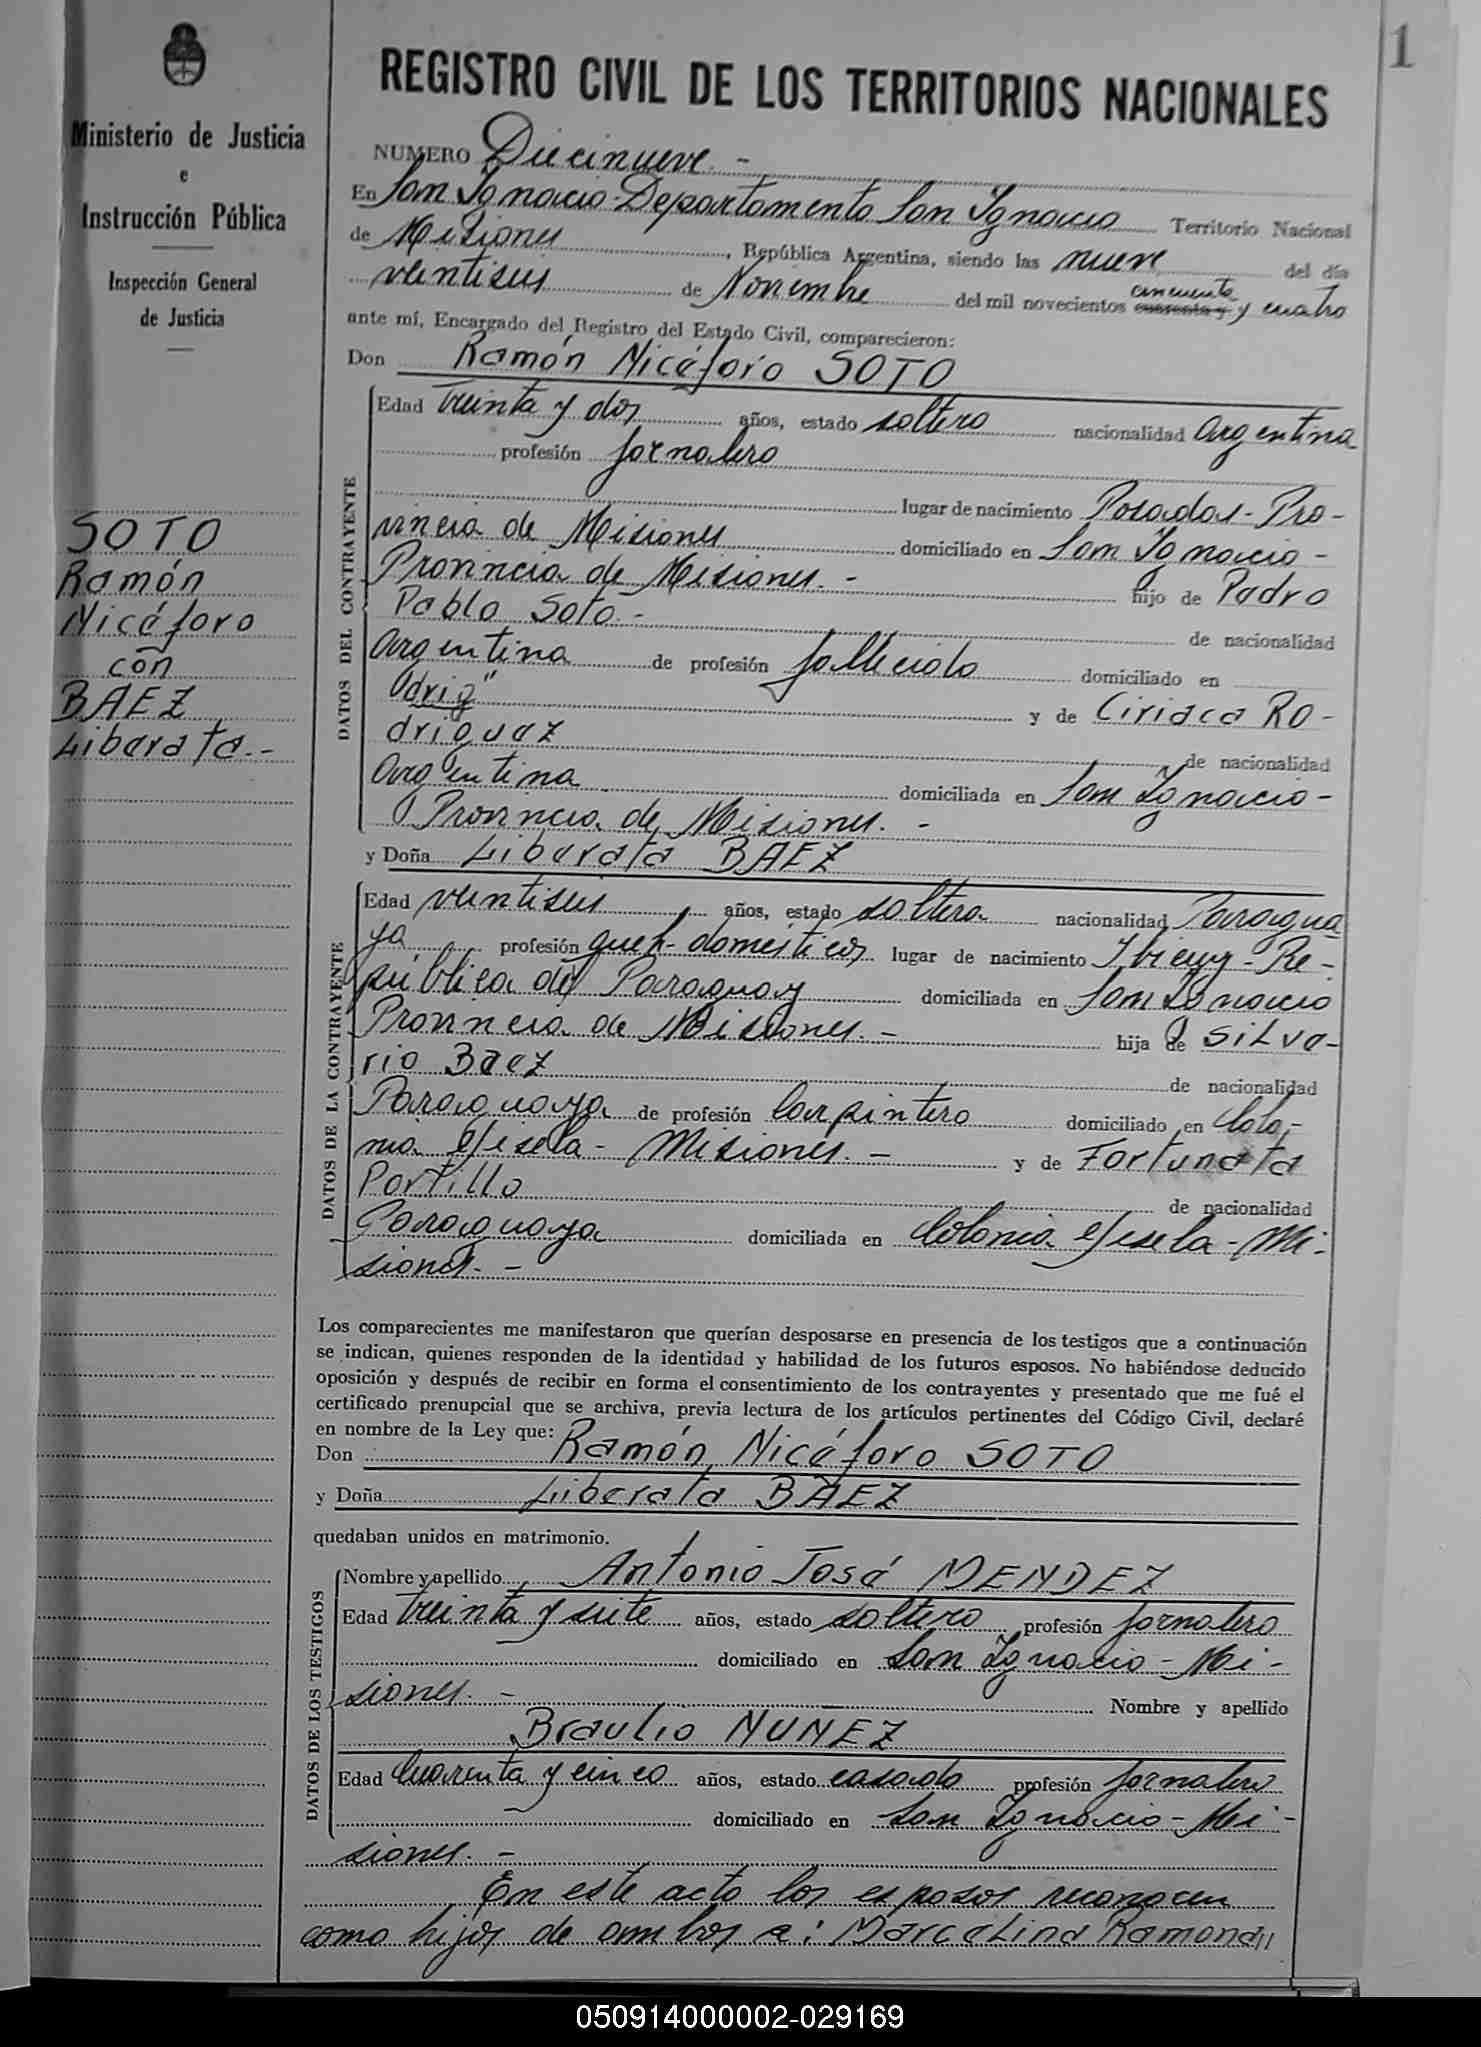 1
Ministerio de Justicia
e
Instrucción Pública
Inspección General
de Justicia
SOTO
Ramón
Nicéforo
con
BAEZ
Liberata.-
REGISTRO CIVIL DE LOS TERRITORIOS NACIONALES
NUMERO Diecinueve.-
En San Ignacio-Departamento San Ignacio Territorio Nacional
de Misiones, República Argentina, siendo las nueve del día
veintiseis de Noviembre del mil novecientos cuarenta y cincuenta y cuatro
ante mí, Encargado del Registro del Estado Civil, comparecieron:
Don Ramón Nicéforo SOTO
DATOS DEL CONTRAYENTE
Edad treinta y dos años, estado soltero nacionalidad Argentina
profesión jornalero
lugar de nacimiento Posadas-Pro-
vincia de Misiones domiciliado en San Ignacio-
Provincia de Misiones.- hijo de Pedro
Pablo Soto.- de nacionalidad
Argentina de profesión fallecido domiciliado en
y de Ciriaca Ro-
driguez de nacionalidad
Argentina domiciliada en San Ignacio-
Provincia de Misiones.-
y Doña Liberata BAEZ
DATOS DE LA CONTRAYENTE
Edad veintiseis años, estado soltera nacionalidad Paragua
ya profesión queh-domésticos lugar de nacimiento Ibicuy-Re-
pública del Paraguay domiciliada en San Ignacio
Provincia de Misiones.- hija de Silve-
rio Baez de nacionalidad
Paraguaya de profesión Carpintero domiciliado en Colo-
nia Gisela-Misiones.- y de Fortunata
Portillo de nacionalidad
Paraguaya domiciliada en Colonia Gisela-Mi-
siones.-
Los comparecientes me manifestaron que querían desposarse en presencia de los testigos que a continuación
se indican, quienes responden de la identidad y habilidad de los futuros esposos. No habiéndose deducido
oposición y después de recibir en forma el consentimiento de los contrayentes y presentado que me fué el
certificado prenupcial que se archiva, previa lectura de los artículos pertinentes del Código Civil, declaré
en nombre de la Ley que:
Don Ramón Nicéforo SOTO
y Doña Liberata BAEZ
quedaban unidos en matrimonio.
DATOS DE LOS TESTIGOS
Nombre y apellido Antonio José MENDEZ
Edad treinta y siete años, estado soltero profesión jornalero
domiciliado en San Ignacio-Mi-
siones.- Nombre y apellido
Braulio NUNEZ
Edad Cuarenta y cinco años, estado casado profesión jornalero
domiciliado en San Ignacio-Mi-
siones.-
En este acto los esposos reconocen
como hijos de ambos a: Marcelina Ramona//
050914000002-029169